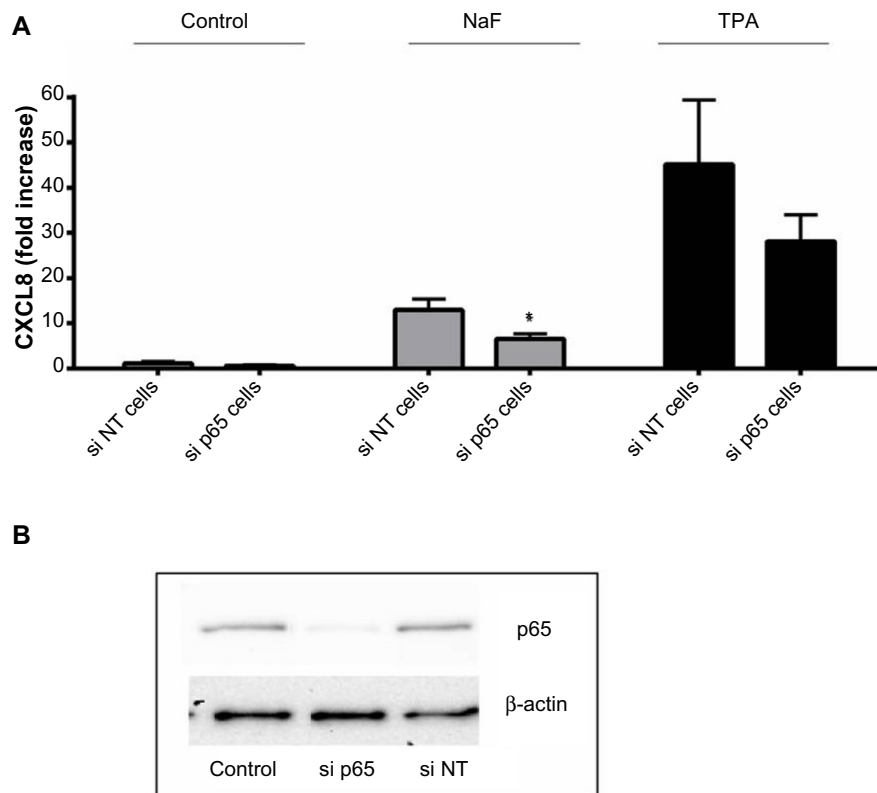 A
Control NaF TPA
CXCL8 (fold increase)
60
50
40
30
20
10
0
*
si NT cells si p65 cells si NT cells si p65 cells si NT cells si p65 cells
B
p65
β-actin
Control si p65 si NT